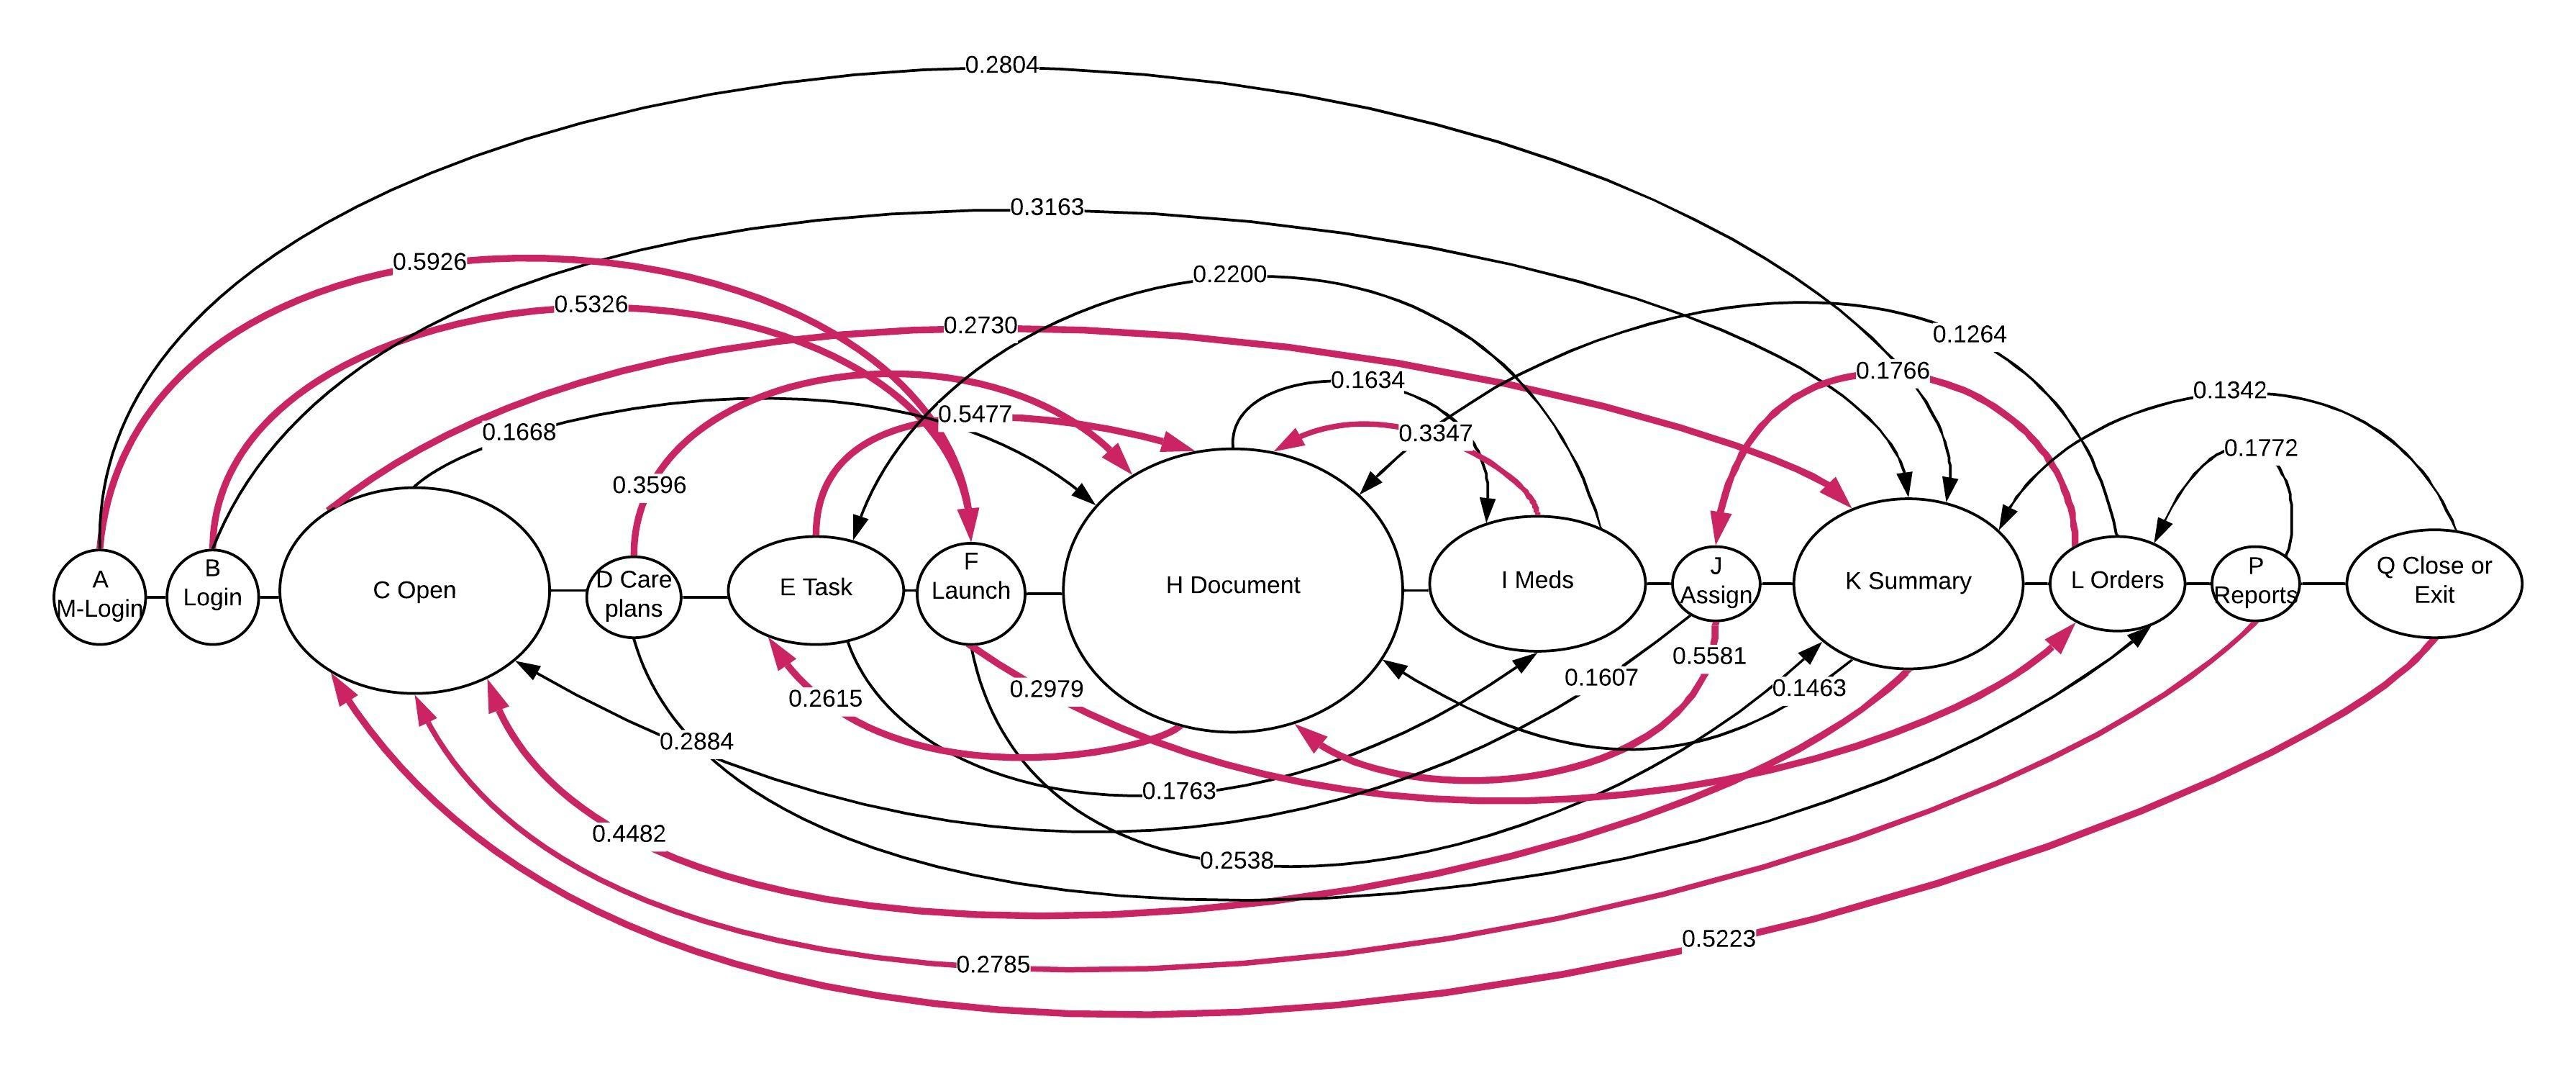 0.2804
0.3163
0.5926
0.2200
0.5326
0.2730
0.1264
0.1766
0.1634
0.1342
0.5477
0.1668
0.3347
0.1772
0.3596
A
M-Login
B
Login
C Open
D Care
plans
E Task
F
Launch
H Document
I Meds
J
Assign
K Summary
L Orders
P
Reports
Q Close or
Exit
0.5581
0.1607
0.2979
0.1463
0.2615
0.2884
0.1763
0.4482
0.2538
0.5223
0.2785